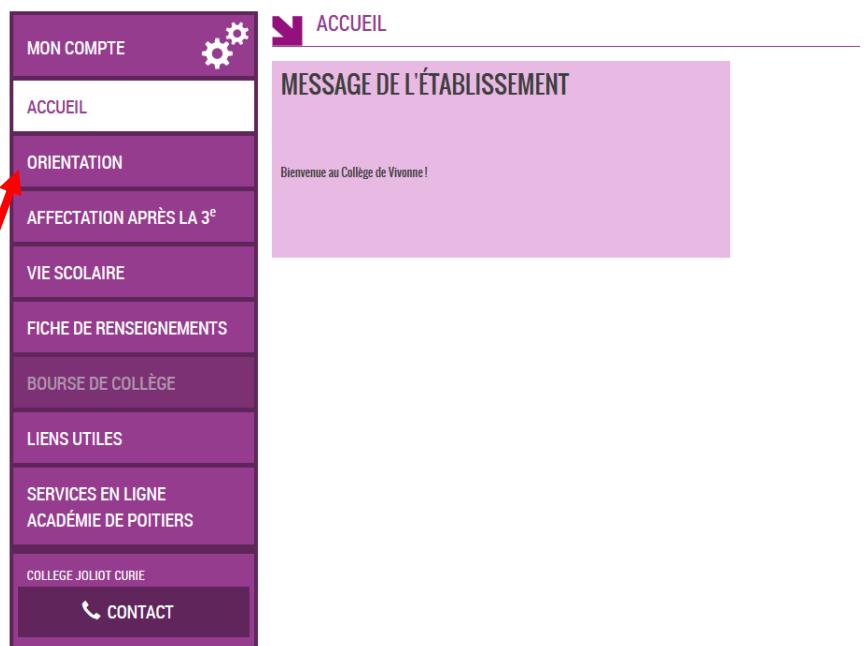 MON COMPTE
ACCUEIL
ORIENTATION
AFFECTATION APRÈS LA 3e
VIE SCOLAIRE
FICHE DE RENSEIGNEMENTS
BOURSE DE COLLÈGE
LIENS UTILES
SERVICES EN LIGNE
ACADÉMIE DE POITIERS
COLLEGE JOLIOT CURIE
CONTACT
ACCUEIL
MESSAGE DE L'ÉTABLISSEMENT
Bienvenue au Collège de Vivonne !